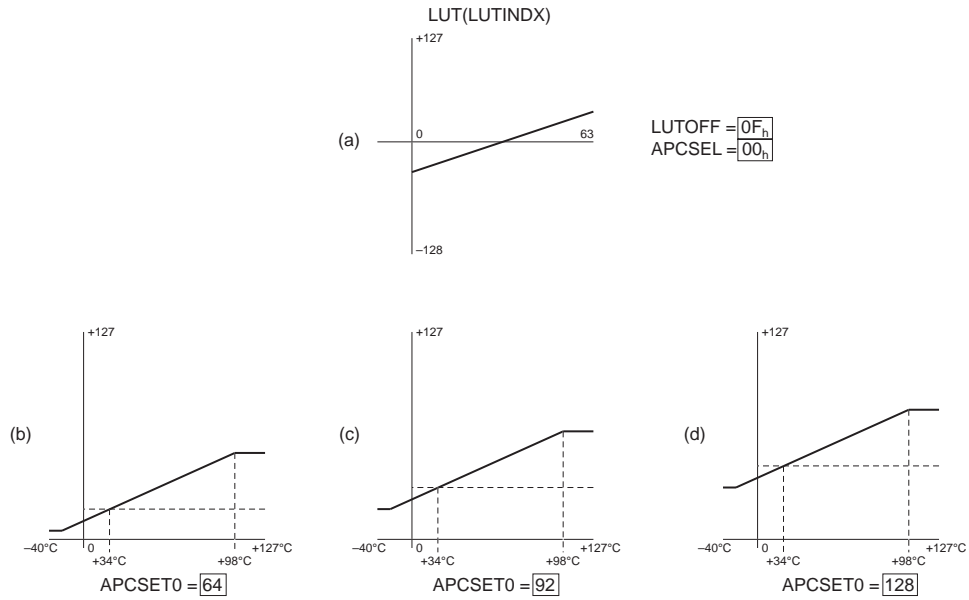 LUT(LUTINDX)
+127
(a)
0
63
–128
LUTOFF = 0Fh
APCSEL = 00h
(b)
+127
–40°C
0
+34°C
+98°C
+127°C
APCSET0 = 64
(c)
+127
–40°C
0
+34°C
+98°C
+127°C
APCSET0 = 92
(d)
+127
–40°C
0
+34°C
+98°C
+126°C
APCSET0 = 128